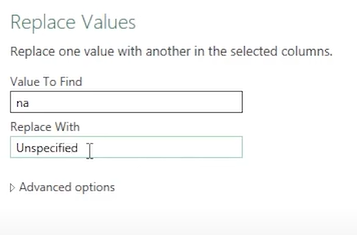 Replace Values
Replace one value with another in the selected columns.
Value To Find
na
Replace With
Unspecified
Advanced options